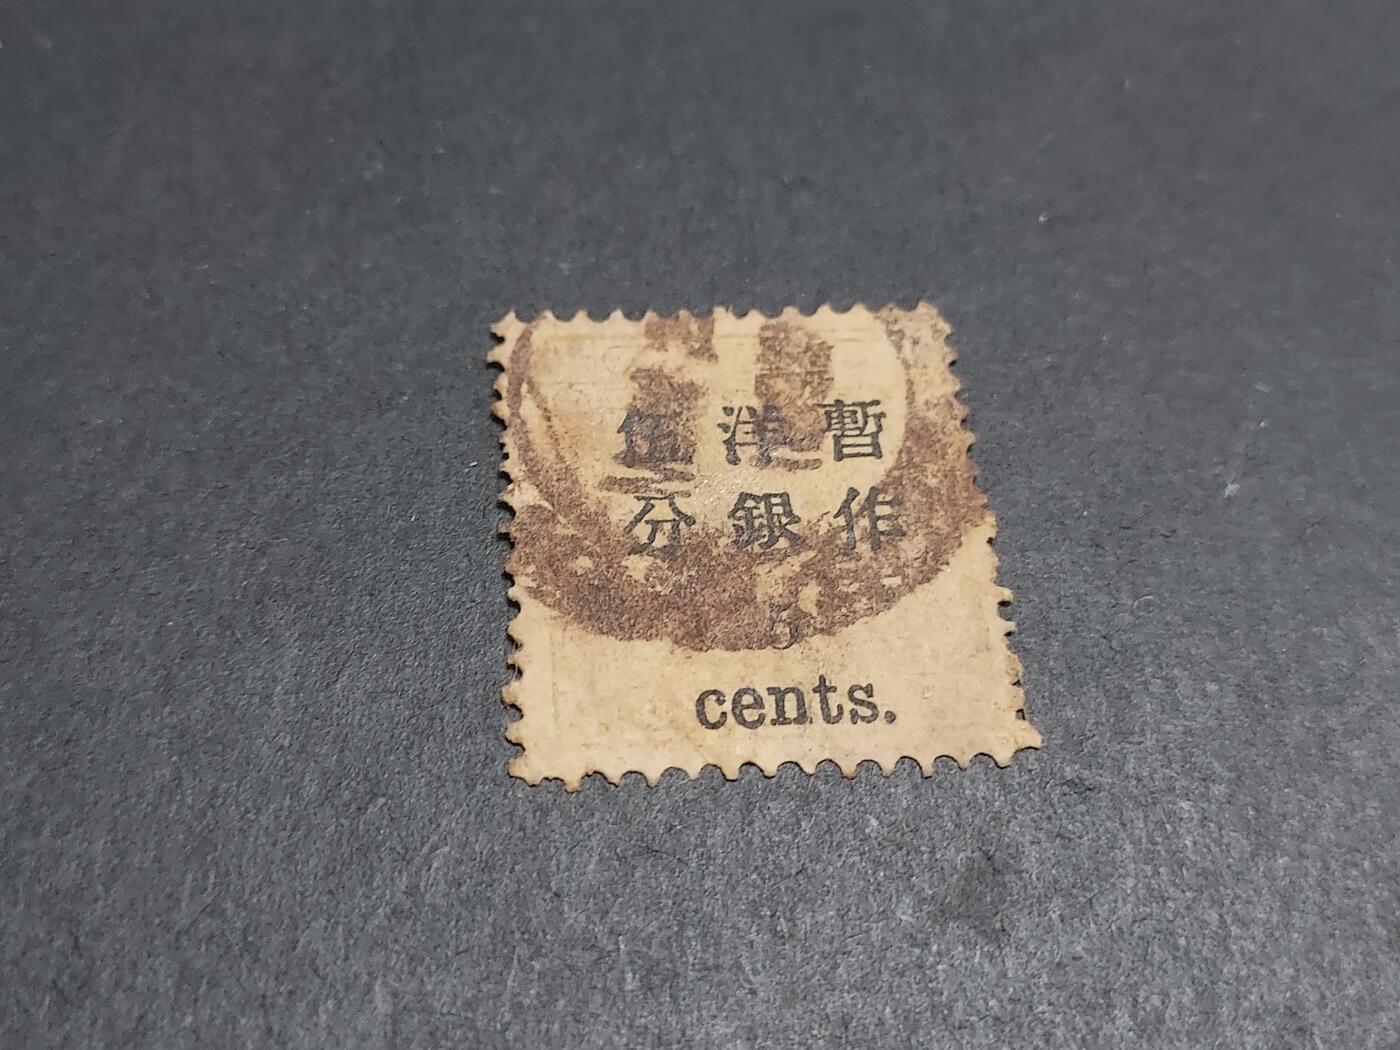 暫 洋 伍
作 銀 分
5
cents.